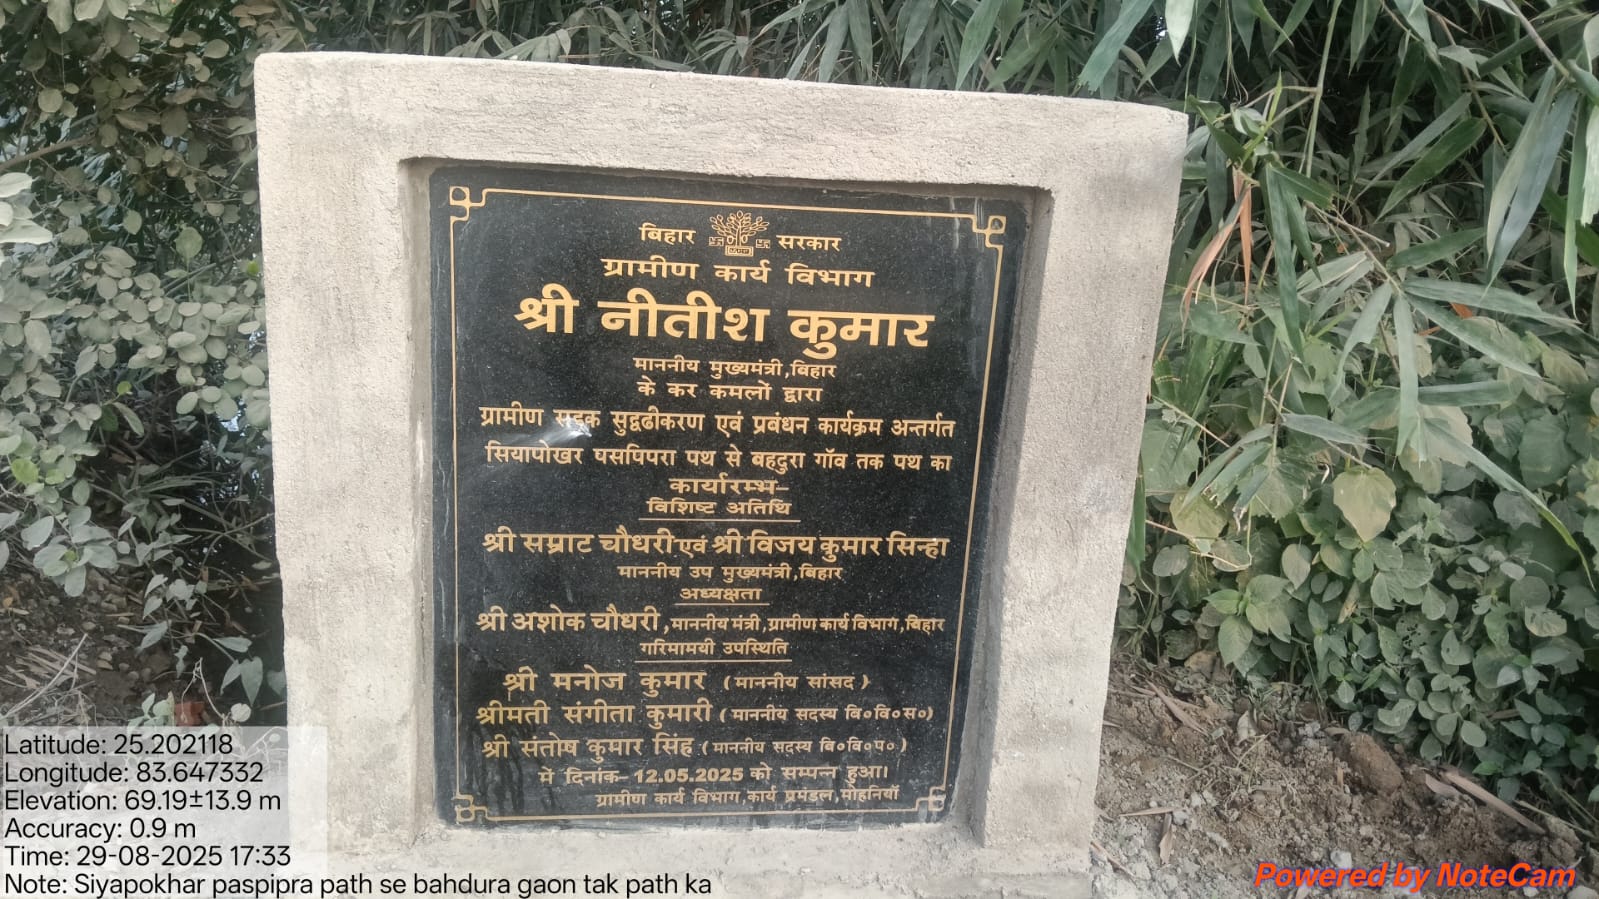 बिहार सरकार
ग्रामीण कार्य विभाग
श्री नीतीश कुमार
माननीय मुख्यमंत्री,बिहार
के कर कमलों द्वारा
ग्रामीण सड़क सुदृढीकरण एवं प्रबंधन कार्यक्रम अन्तर्गत
सियापोखर पसपिपरा पथ से बहदुरा गॉव तक पथ का
कार्यारम्भ-
विशिष्ट अतिथि
श्री सम्राट चौधरी एवं श्री विजय कुमार सिन्हा
माननीय उप मुख्यमंत्री,बिहार
अध्यक्षता
श्री अशोक चौधरी,माननीय मंत्री,ग्रामीण कार्य विभाग,बिहार
गरिमामयी उपस्थिति
श्री मनोज कुमार (माननीय सांसद)
श्रीमती संगीता कुमारी (माननीय सदस्य वि०वि०स०)
श्री संतोष कुमार सिंह (माननीय सदस्य बि०वि०प०)
में दिनांक- 12.05.2025 को सम्पन्न हुआ।
ग्रामीण कार्य विभाग,कार्य प्रमंडल,मोहनियॉ
Latitude: 25.202118
Longitude: 83.647332
Elevation: 69.19±13.9 m
Accuracy: 0.9 m
Time: 29-08-2025 17:33
Note: Siyapokhar paspipra path se bahdura gaon tak path ka
Powered by NoteCam